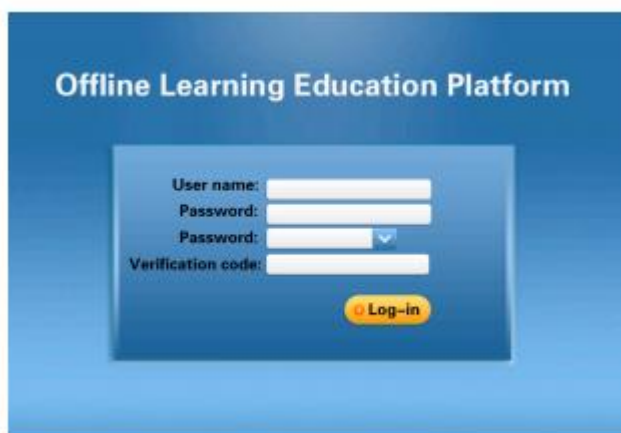 Offline Learning Education Platform
User name:
Password:
Password:
Verification code:
Log-in